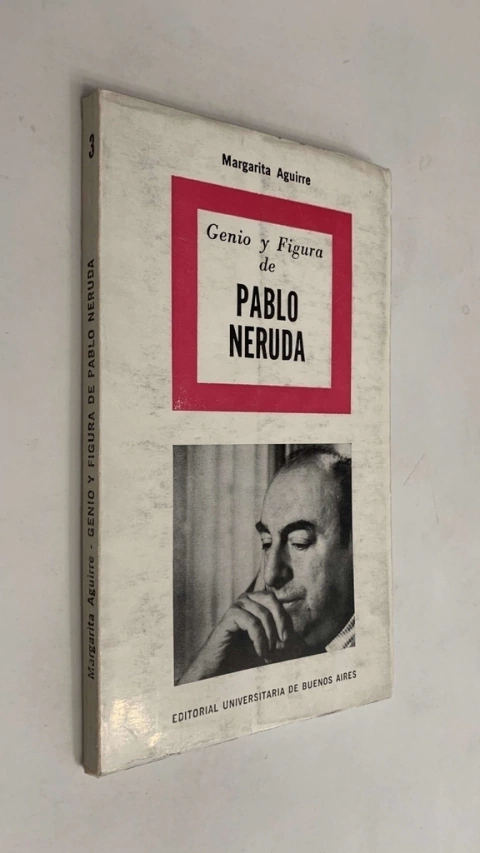 Margarita Aguirre
Genio y Figura
de
PABLO
NERUDA
EDITORIAL UNIVERSITARIA DE BUENOS AIRES
Margarita Aguirre - GENIO Y FIGURA DE PABLO NERUDA 3